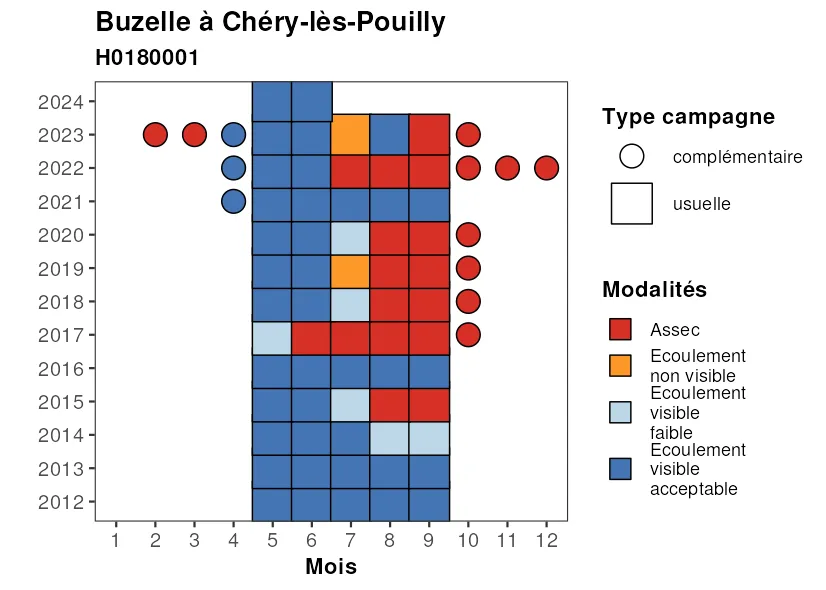 Buzelle à Chéry-lès-Pouilly
H0180001
2024
2023
2022
2021
2020
2019
2018
2017
2016
2015
2014
2013
2012
1 2 3 4 5 6 7 8 9 10 11 12
Mois
Type campagne
complémentaire
usuelle
Modalités
Assec
Ecoulement
non visible
Ecoulement
visible
faible
Ecoulement
visible
acceptable